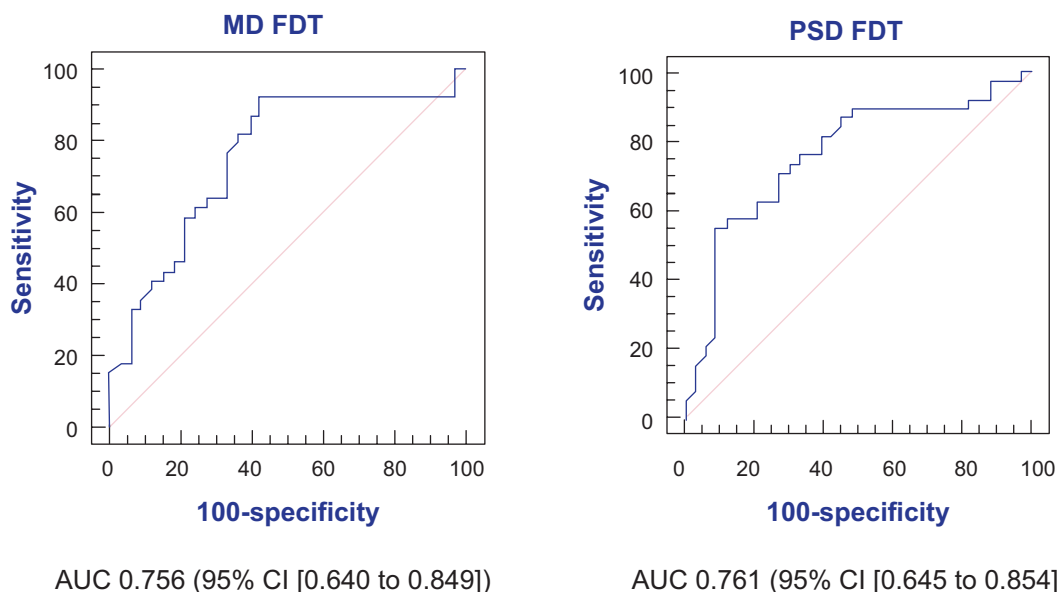 MD FDT
100
80
60
40
20
0
Sensitivity
0 20 40 60 80 100
100-specificity
AUC 0.756 (95% CI [0.640 to 0.849])
PSD FDT
100
80
60
40
20
0
Sensitivity
0 20 40 60 80 100
100-specificity
AUC 0.761 (95% CI [0.645 to 0.854]